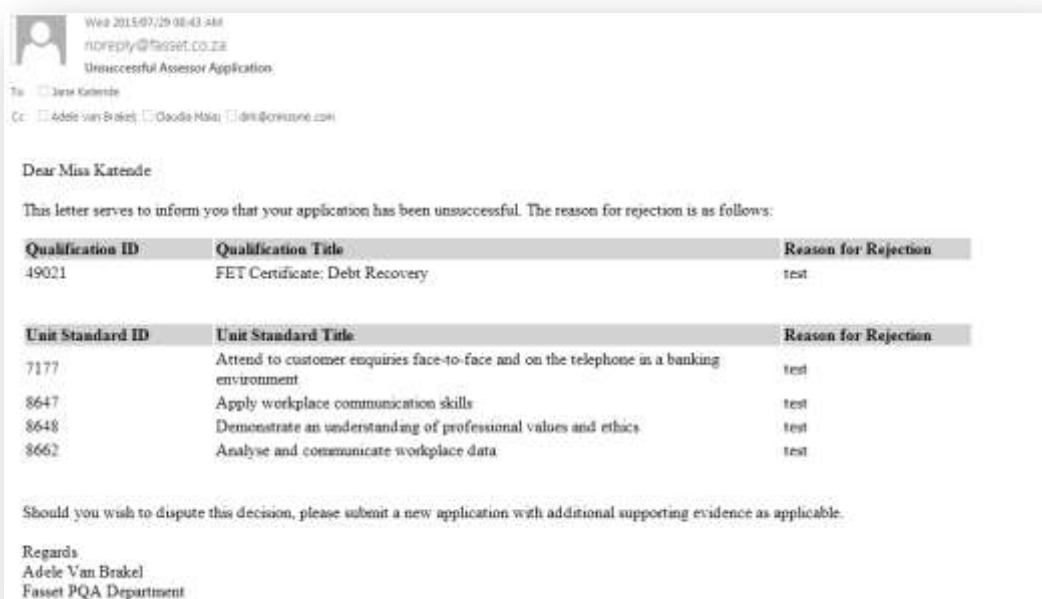 Wed 2015/07/29 08:43 AM
noreply@fasset.co.za
Unsuccessful Assessor Application
To: Jane Katende
Cc: Adele van Brakel; Claudia
Dear Miss Katende
This letter serves to inform you that your application has been unsuccessful. The reason for rejection is as follows:
Qualification ID Qualification Title Reason for Rejection
49021 FET Certificate: Debt Recovery test
Unit Standard ID Unit Standard Title Reason for Rejection
7177 Attend to customer enquiries face-to-face and on the telephone in a banking environment test
8647 Apply workplace communication skills test
8648 Demonstrate an understanding of professional values and ethics test
8662 Analyse and communicate workplace data test
Should you wish to dispute this decision, please submit a new application with additional supporting evidence as applicable.
Regards
Adele Van Brakel
Fasset PQA Department